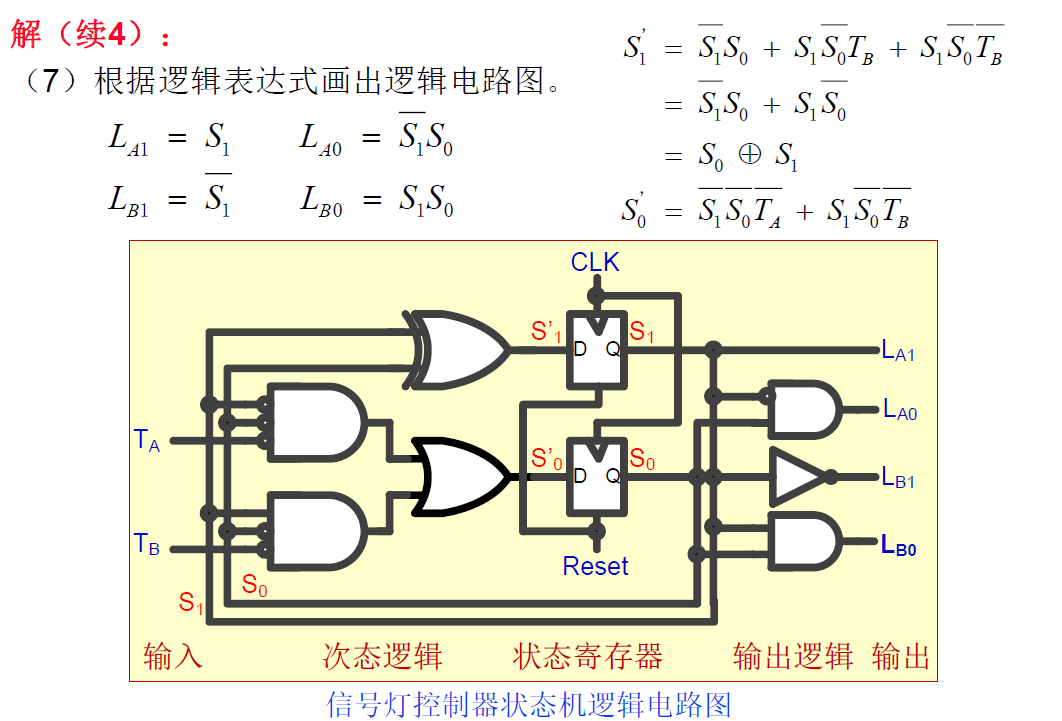 解（续4）：
（7）根据逻辑表达式画出逻辑电路图。
L_{A1} = S_1    L_{A0} = \overline{S_1}S_0
L_{B1} = \overline{S_1}    L_{B0} = S_1S_0
S_1' = \overline{S_1}S_0 + S_1\overline{S_0}T_B + S_1\overline{S_0}\,\overline{T_B}
= \overline{S_1}S_0 + S_1\overline{S_0}
= S_0 ⊕ S_1
S_0' = \overline{S_1}\,\overline{S_0}\,\overline{T_A} + S_1\overline{S_0}\,\overline{T_B}
CLK
S’1
S1
D Q
LA1
LA0
TA
S’0
S0
D Q
LB1
TB
LB0
Reset
S0
S1
输入 次态逻辑 状态寄存器 输出逻辑 输出
信号灯控制器状态机逻辑电路图